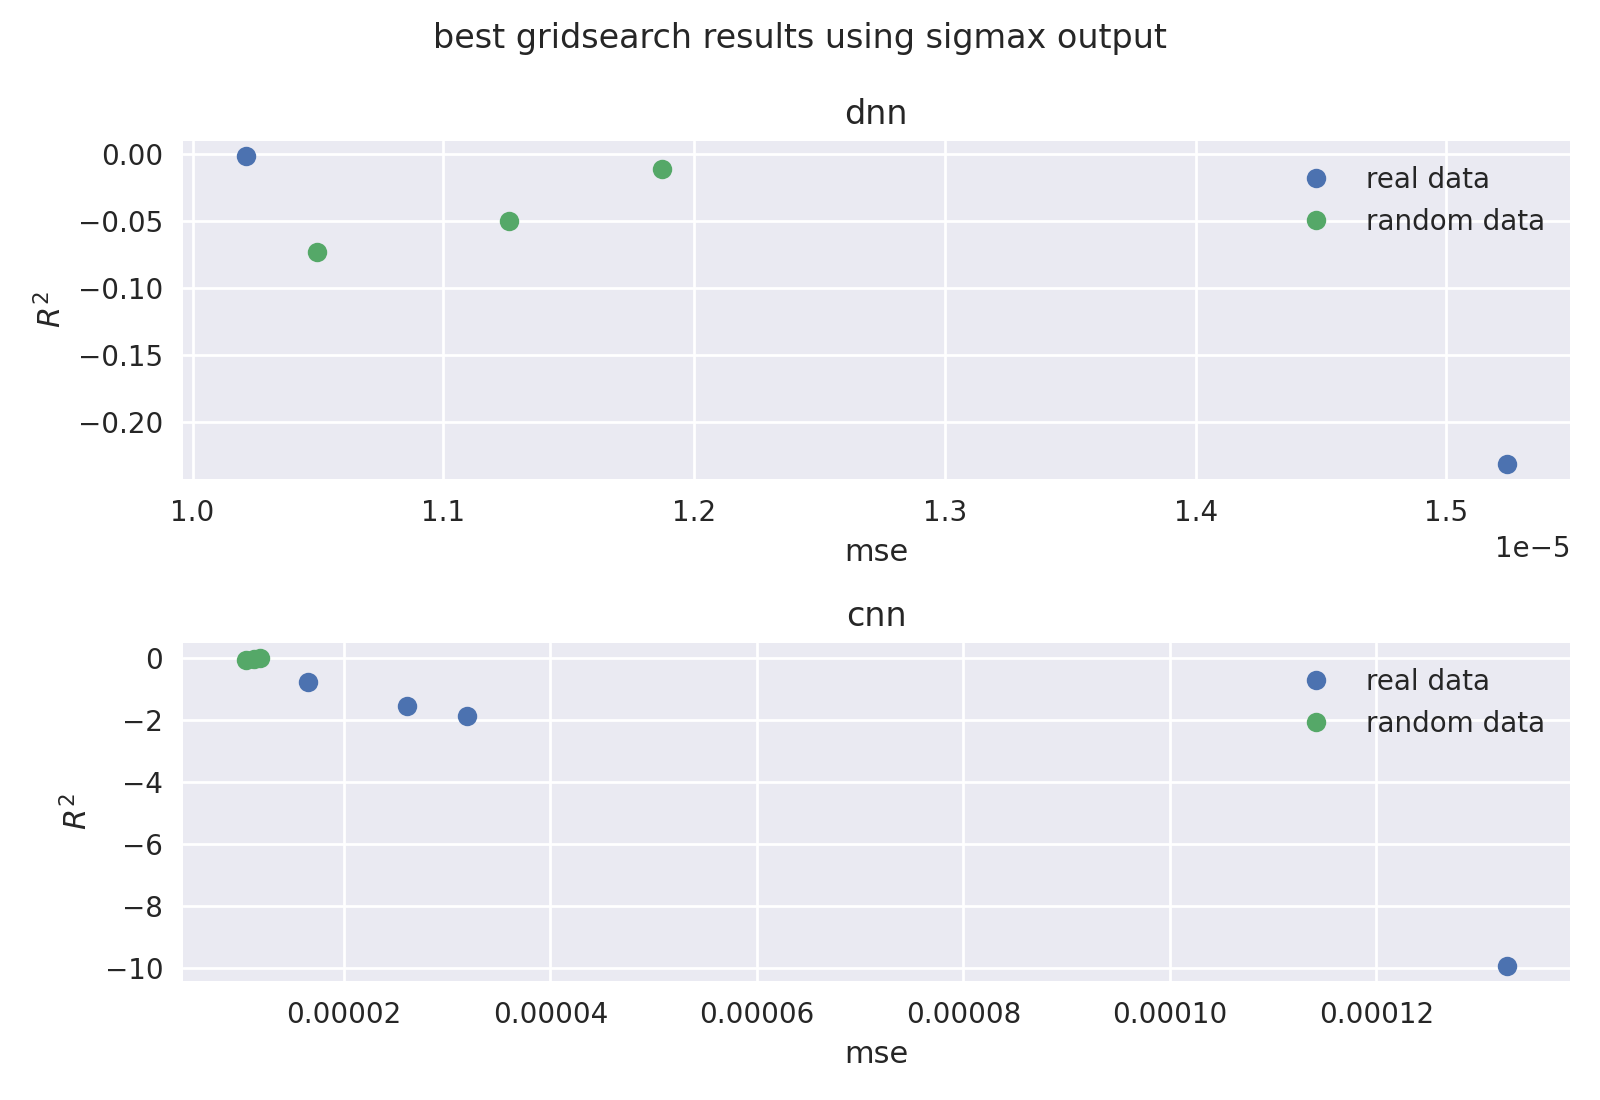 best gridsearch results using sigmax output
dnn
0.00
−0.05
−0.10
−0.15
−0.20
R²
real data
random data
1.0 1.1 1.2 1.3 1.4 1.5
1e−5
mse
cnn
0
−2
−4
−6
−8
−10
R²
real data
random data
0.00002 0.00004 0.00006 0.00008 0.00010 0.00012
mse